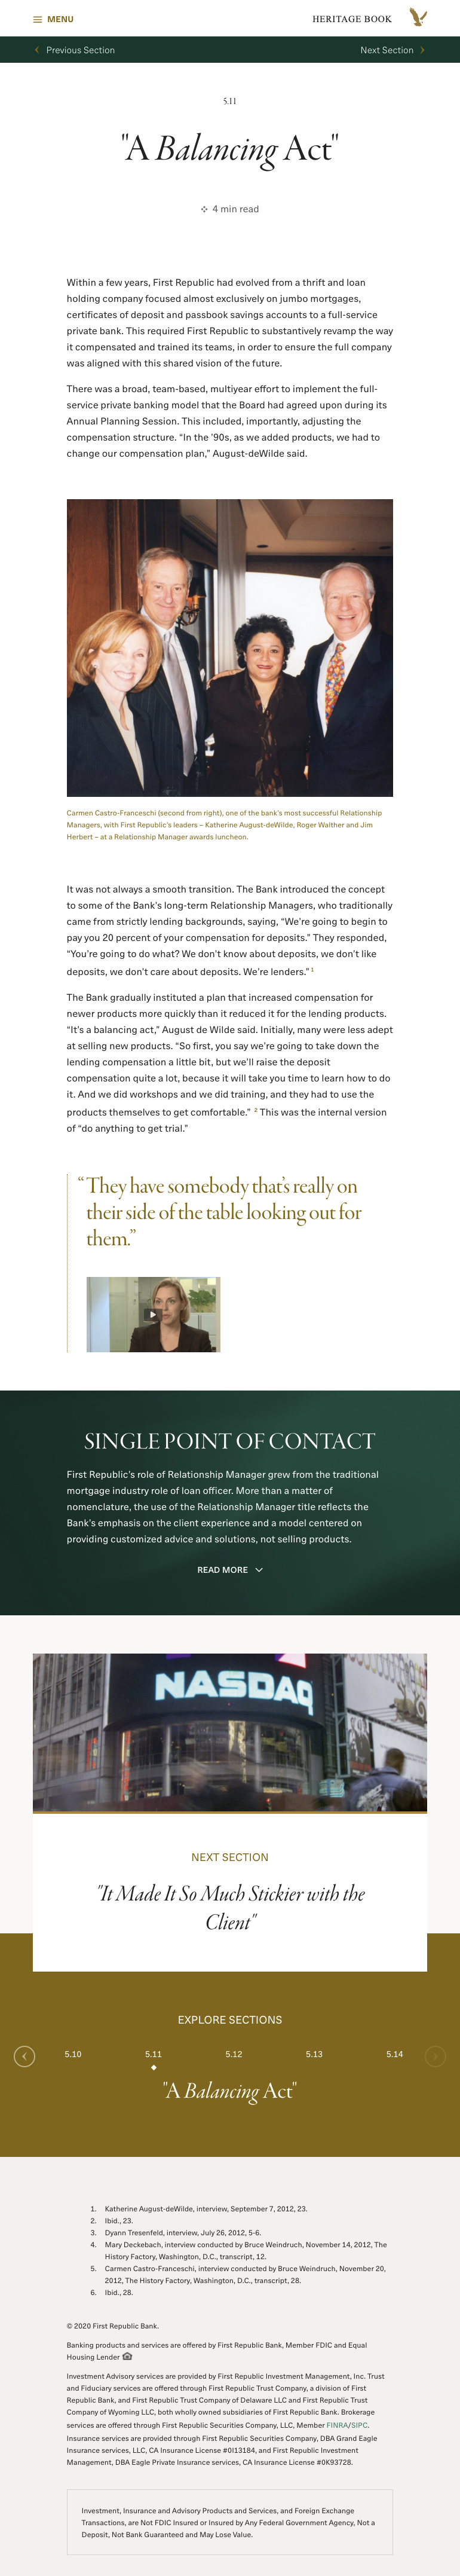 MENU
HERITAGE BOOK
Previous Section
Next Section
5.11
"A Balancing Act"
4 min read
Within a few years, First Republic had evolved from a thrift and loan
holding company focused almost exclusively on jumbo mortgages,
certificates of deposit and passbook savings accounts to a full-service
private bank. This required First Republic to substantively revamp the way
it compensated and trained its teams, in order to ensure the full company
was aligned with this shared vision of the future.
There was a broad, team-based, multiyear effort to implement the full-
service private banking model that the Board had agreed upon during its
Annual Planning Session. This included, importantly, adjusting the
compensation structure. “In the ’90s, as we added products, we had to
change our compensation plan,” August-deWilde said.
Carmen Castro-Franceschi (second from right), one of the bank’s most successful Relationship
Managers, with First Republic’s leaders – Katherine August-deWilde, Roger Walther and Jim
Herbert – at a Relationship Manager awards luncheon.
It was not always a smooth transition. The Bank introduced the concept
to some of the Bank’s long-term Relationship Managers, who traditionally
came from strictly lending backgrounds, saying, “We’re going to begin to
pay you 20 percent of your compensation for deposits.” They responded,
“You’re going to do what? We don’t know about deposits, we don’t like
deposits, we don’t care about deposits. We’re lenders.” 1
The Bank gradually instituted a plan that increased compensation for
newer products more quickly than it reduced it for the lending products.
“It’s a balancing act,” August de Wilde said. Initially, many were less adept
at selling new products. “So first, you say we’re going to take down the
lending compensation a little bit, but we’ll raise the deposit
compensation quite a lot, because it will take you time to learn how to do
it. And we did workshops and we did training, and they had to use the
products themselves to get comfortable.” 2 This was the internal version
of “do anything to get trial.”
“They have somebody that’s really on
their side of the table looking out for
them.”
SINGLE POINT OF CONTACT
First Republic’s role of Relationship Manager grew from the traditional
mortgage industry role of loan officer. More than a matter of
nomenclature, the use of the Relationship Manager title reflects the
Bank’s emphasis on the client experience and a model centered on
providing customized advice and solutions, not selling products.
READ MORE
NASDAQ
NEXT SECTION
"It Made It So Much Stickier with the
Client"
EXPLORE SECTIONS
5.10 5.11 5.12 5.13 5.14
"A Balancing Act"
1. Katherine August-deWilde, interview, September 7, 2012, 23.
2. Ibid., 23.
3. Dyann Tresenfeld, interview, July 26, 2012, 5-6.
4. Mary Deckebach, interview conducted by Bruce Weindruch, November 14, 2012, The
History Factory, Washington, D.C., transcript, 12.
5. Carmen Castro-Franceschi, interview conducted by Bruce Weindruch, November 20,
2012, The History Factory, Washington, D.C., transcript, 28.
6. Ibid., 28.
© 2020 First Republic Bank.
Banking products and services are offered by First Republic Bank, Member FDIC and Equal
Housing Lender
Investment Advisory services are provided by First Republic Investment Management, Inc. Trust
and Fiduciary services are offered through First Republic Trust Company, a division of First
Republic Bank, and First Republic Trust Company of Delaware LLC and First Republic Trust
Company of Wyoming LLC, both wholly owned subsidiaries of First Republic Bank. Brokerage
services are offered through First Republic Securities Company, LLC, Member FINRA/SIPC.
Insurance services are provided through First Republic Securities Company, DBA Grand Eagle
Insurance services, LLC, CA Insurance License #0I13184, and First Republic Investment
Management, DBA Eagle Private Insurance services, CA Insurance License #0K93728.
Investment, Insurance and Advisory Products and Services, and Foreign Exchange
Transactions, are Not FDIC Insured or Insured by Any Federal Government Agency, Not a
Deposit, Not Bank Guaranteed and May Lose Value.